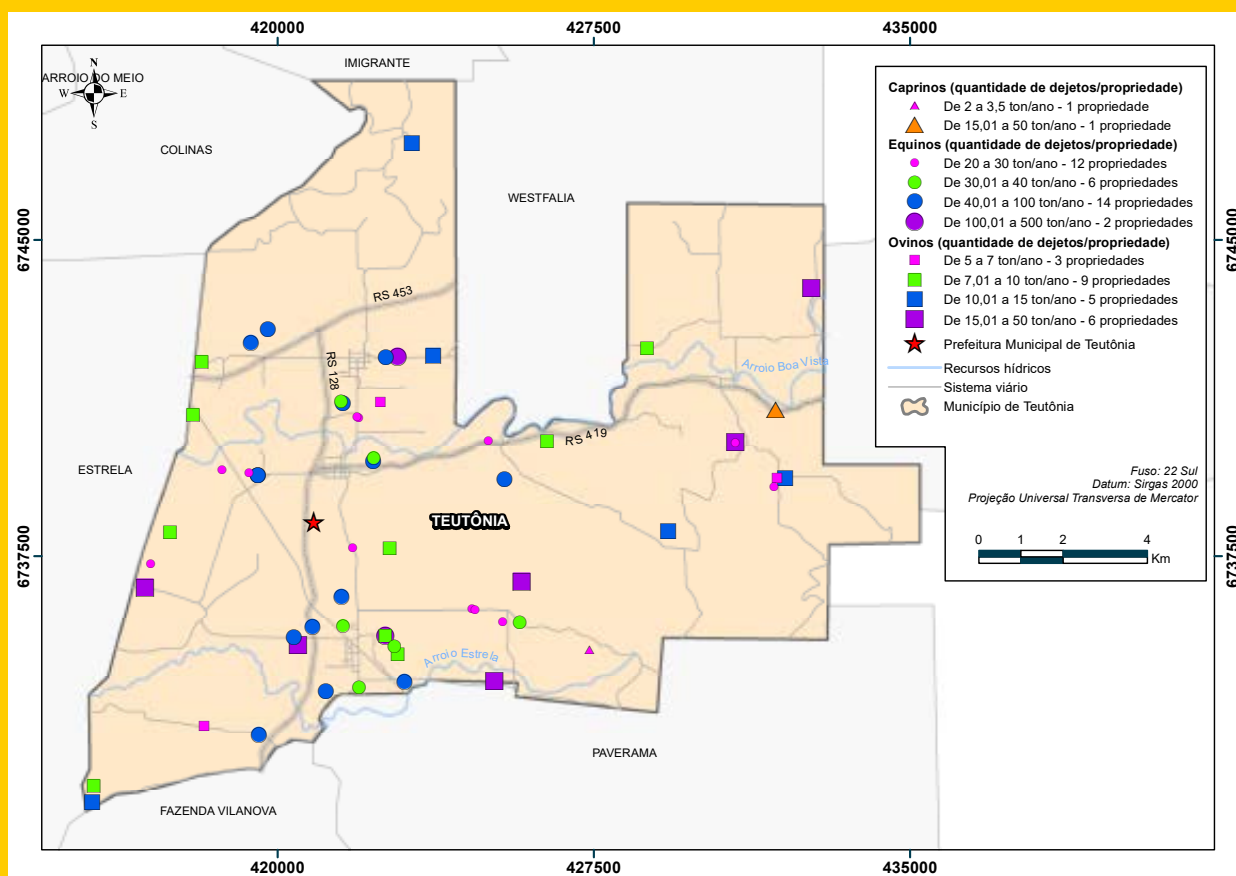 420000
427500
435000
IMIGRANTE
ARROIO DO MEIO
N
W
E
S
COLINAS
WESTFALIA
6745000
6745000
RS 453
RS 128
Arroio Boa Vista
RS 419
ESTRELA
TEUTÔNIA
6737500
6737500
Arroio Estrela
PAVERAMA
FAZENDA VILANOVA
Caprinos (quantidade de dejetos/propriedade)
De 2 a 3,5 ton/ano - 1 propriedade
De 15,01 a 50 ton/ano - 1 propriedade
Equinos (quantidade de dejetos/propriedade)
De 20 a 30 ton/ano - 12 propriedades
De 30,01 a 40 ton/ano - 6 propriedades
De 40,01 a 100 ton/ano - 14 propriedades
De 100,01 a 500 ton/ano - 2 propriedades
Ovinos (quantidade de dejetos/propriedade)
De 5 a 7 ton/ano - 3 propriedades
De 7,01 a 10 ton/ano - 9 propriedades
De 10,01 a 15 ton/ano - 5 propriedades
De 15,01 a 50 ton/ano - 6 propriedades
Prefeitura Municipal de Teutônia
Recursos hídricos
Sistema viário
Município de Teutônia
Fuso: 22 Sul
Datum: Sirgas 2000
Projeção Universal Transversa de Mercator
0 1 2 4
Km
420000
427500
435000